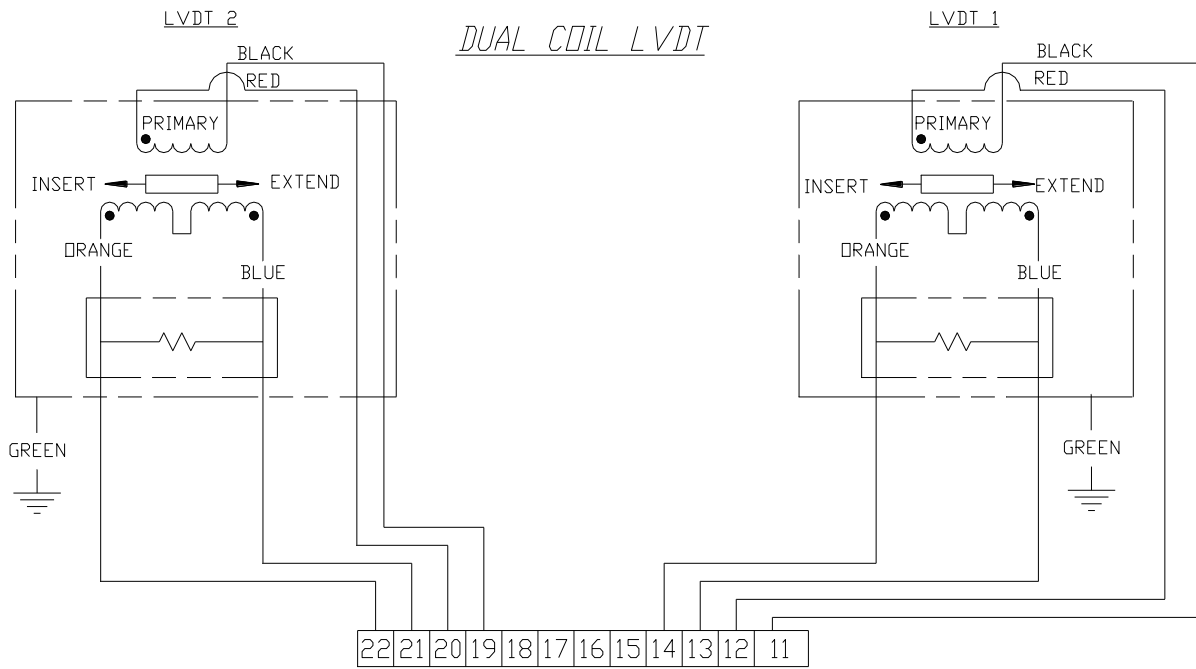 LVDT 2
DUAL COIL LVDT
LVDT 1
BLACK
RED
PRIMARY
INSERT
EXTEND
ORANGE
BLUE
GREEN
BLACK
RED
PRIMARY
INSERT
EXTEND
ORANGE
BLUE
GREEN
22 21 20 19 18 17 16 15 14 13 12 11